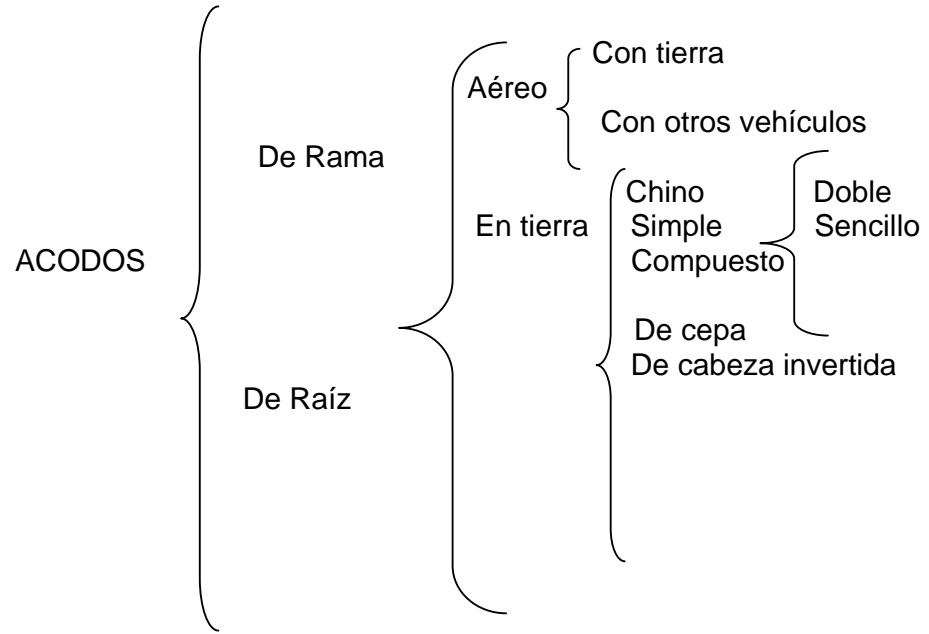 ACODOS
De Rama
De Raíz
Aéreo
Con tierra
Con otros vehículos
En tierra
Chino
Simple
Compuesto
De cepa
De cabeza invertida
Doble
Sencillo